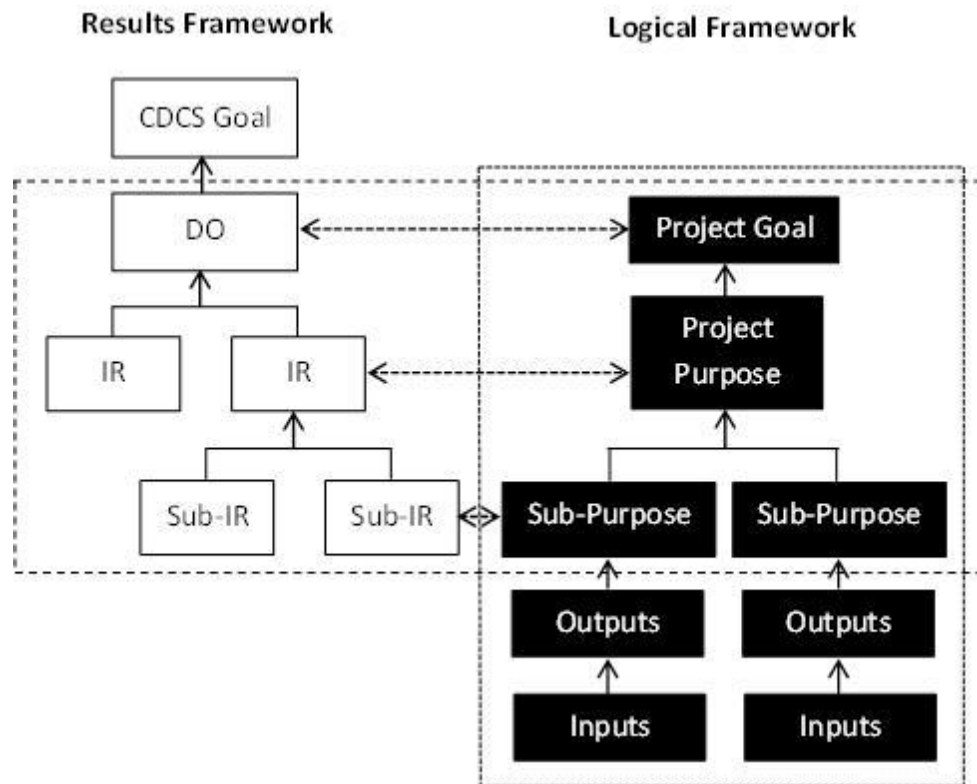 Results Framework
Logical Framework
CDCS Goal
DO
Project Goal
IR
IR
Project
Purpose
Sub-IR
Sub-IR
Sub-Purpose
Sub-Purpose
Outputs
Outputs
Inputs
Inputs